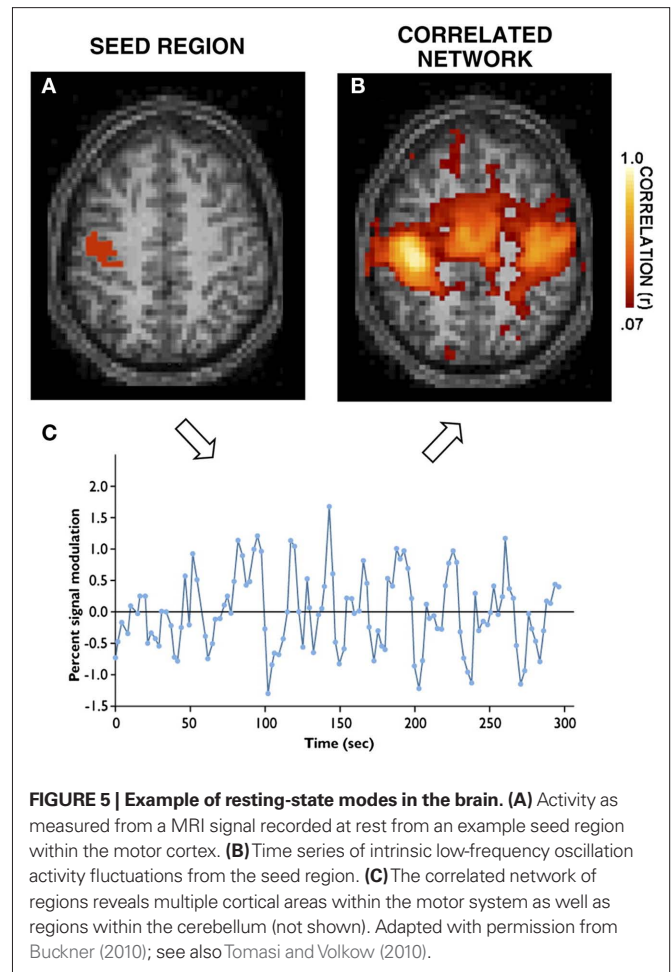 SEED REGION
CORRELATED
NETWORK
A
B
1.0
CORRELATION (r)
.07
C
Percent signal modulation
2.0
1.5
1.0
0.5
0.0
-0.5
-1.0
-1.5
0
50
100
150
200
250
300
Time (sec)
FIGURE 5 | Example of resting-state modes in the brain. (A) Activity as
measured from a MRI signal recorded at rest from an example seed region
within the motor cortex. (B) Time series of intrinsic low-frequency oscillation
activity fluctuations from the seed region. (C) The correlated network of
regions reveals multiple cortical areas within the motor system as well as
regions within the cerebellum (not shown). Adapted with permission from
Buckner (2010); see also Tomasi and Volkow (2010).